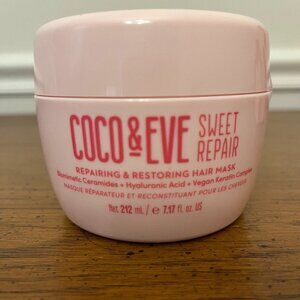 COCO & EVE SWEET
REPAIR
REPAIRING & RESTORING HAIR MASK
Biomimetic Ceramides + Hyaluronic Acid + Vegan Keratin Complex
MASQUE RÉPARATEUR ET RECONSTITUANT POUR LES CHEVEUX
Net. 212 mL / e 7.17 fl. oz. US